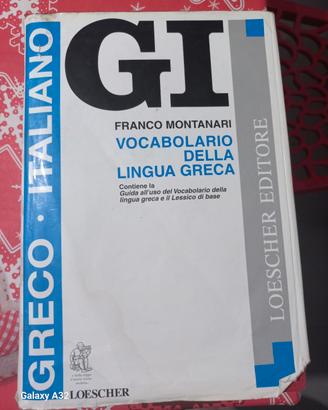 GI
FRANCO MONTANARI
VOCABOLARIO
DELLA
LINGUA GRECA
Contiene la
Guida all'uso del Vocabolario della
lingua greca e il Lessico di base
GRECO · ITALIANO
LOESCHER EDITORE
LOESCHER
Galaxy A32